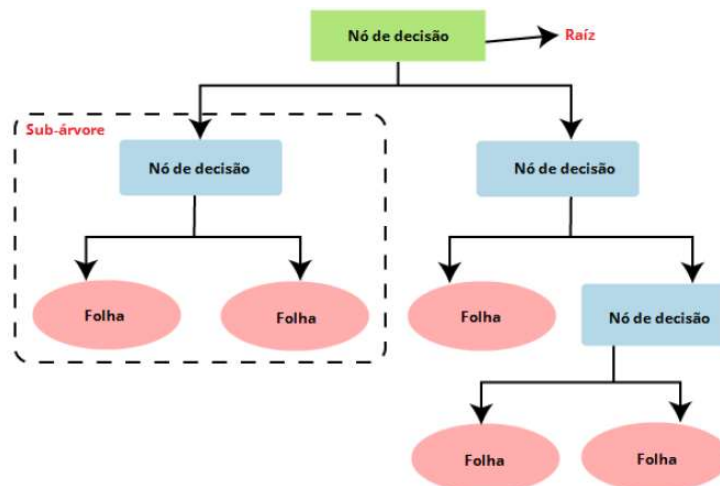 Nó de decisão
Raíz
Sub-árvore
Nó de decisão
Nó de decisão
Folha
Folha
Folha
Nó de decisão
Folha
Folha